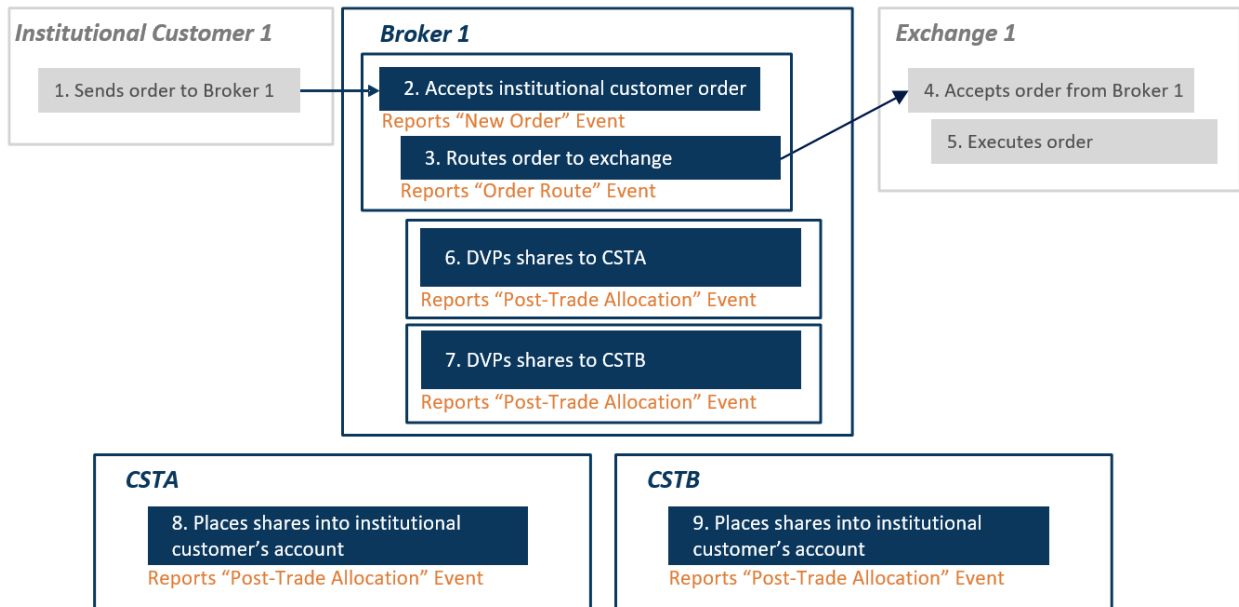 Institutional Customer 1
1. Sends order to Broker 1
Broker 1
2. Accepts institutional customer order
Reports “New Order” Event
3. Routes order to exchange
Reports “Order Route” Event
Exchange 1
4. Accepts order from Broker 1
5. Executes order
6. DVPs shares to CSTA
Reports “Post-Trade Allocation” Event
7. DVPs shares to CSTB
Reports “Post-Trade Allocation” Event
CSTA
8. Places shares into institutional
customer’s account
Reports “Post-Trade Allocation” Event
CSTB
9. Places shares into institutional
customer’s account
Reports “Post-Trade Allocation” Event